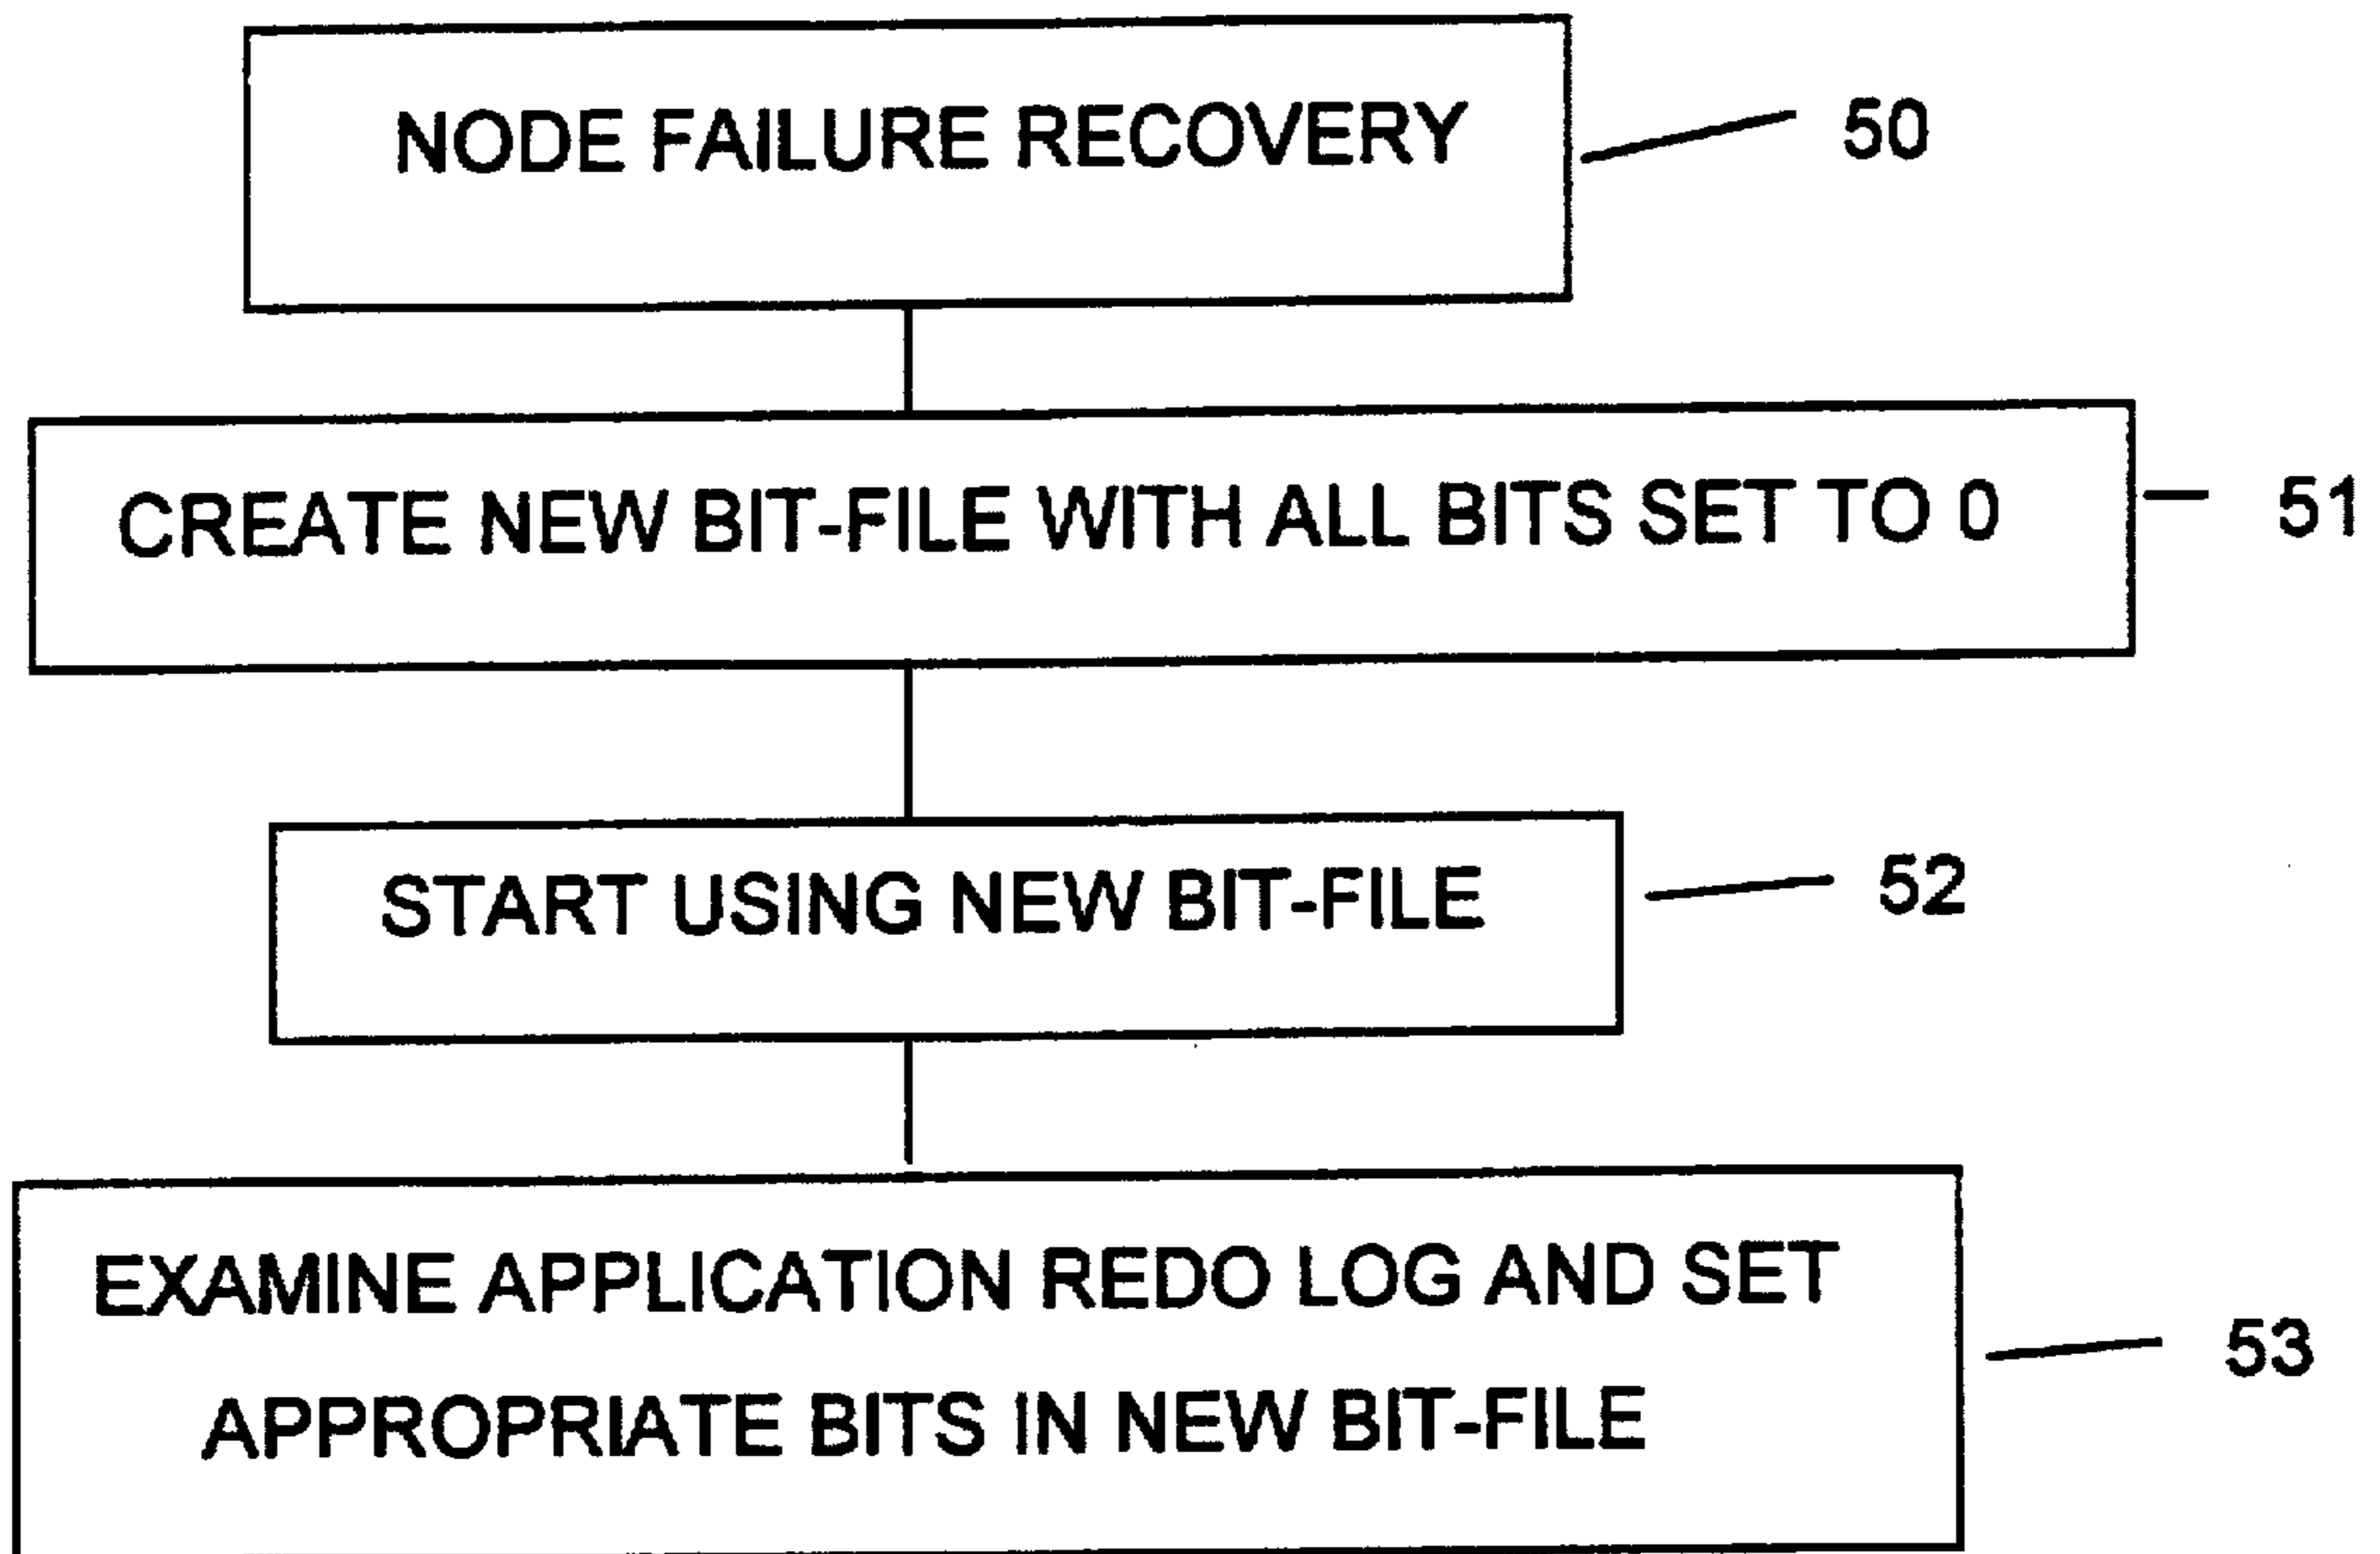 NODE FAILURE RECOVERY
50
CREATE NEW BIT-FILE WITH ALL BITS SET TO 0
51
START USING NEW BIT-FILE
52
EXAMINE APPLICATION REDO LOG AND SET
APPROPRIATE BITS IN NEW BIT-FILE
53